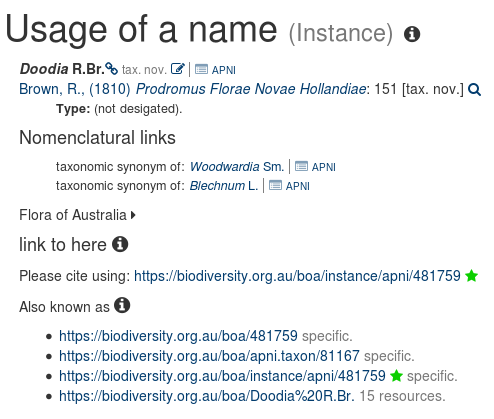 Usage of a name (Instance)
Doodia R.Br. tax. nov. | APNI
Brown, R., (1810) Prodromus Florae Novae Hollandiae: 151 [tax. nov.]
Type: (not desigated).
Nomenclatural links
taxonomic synonym of: Woodwardia Sm. | APNI
taxonomic synonym of: Blechnum L. | APNI
Flora of Australia
link to here
Please cite using: https://biodiversity.org.au/boa/instance/apni/481759
Also known as
• https://biodiversity.org.au/boa/481759 specific.
• https://biodiversity.org.au/boa/apni.taxon/81167 specific.
• https://biodiversity.org.au/boa/instance/apni/481759 specific.
• https://biodiversity.org.au/boa/Doodia%20R.Br. 15 resources.